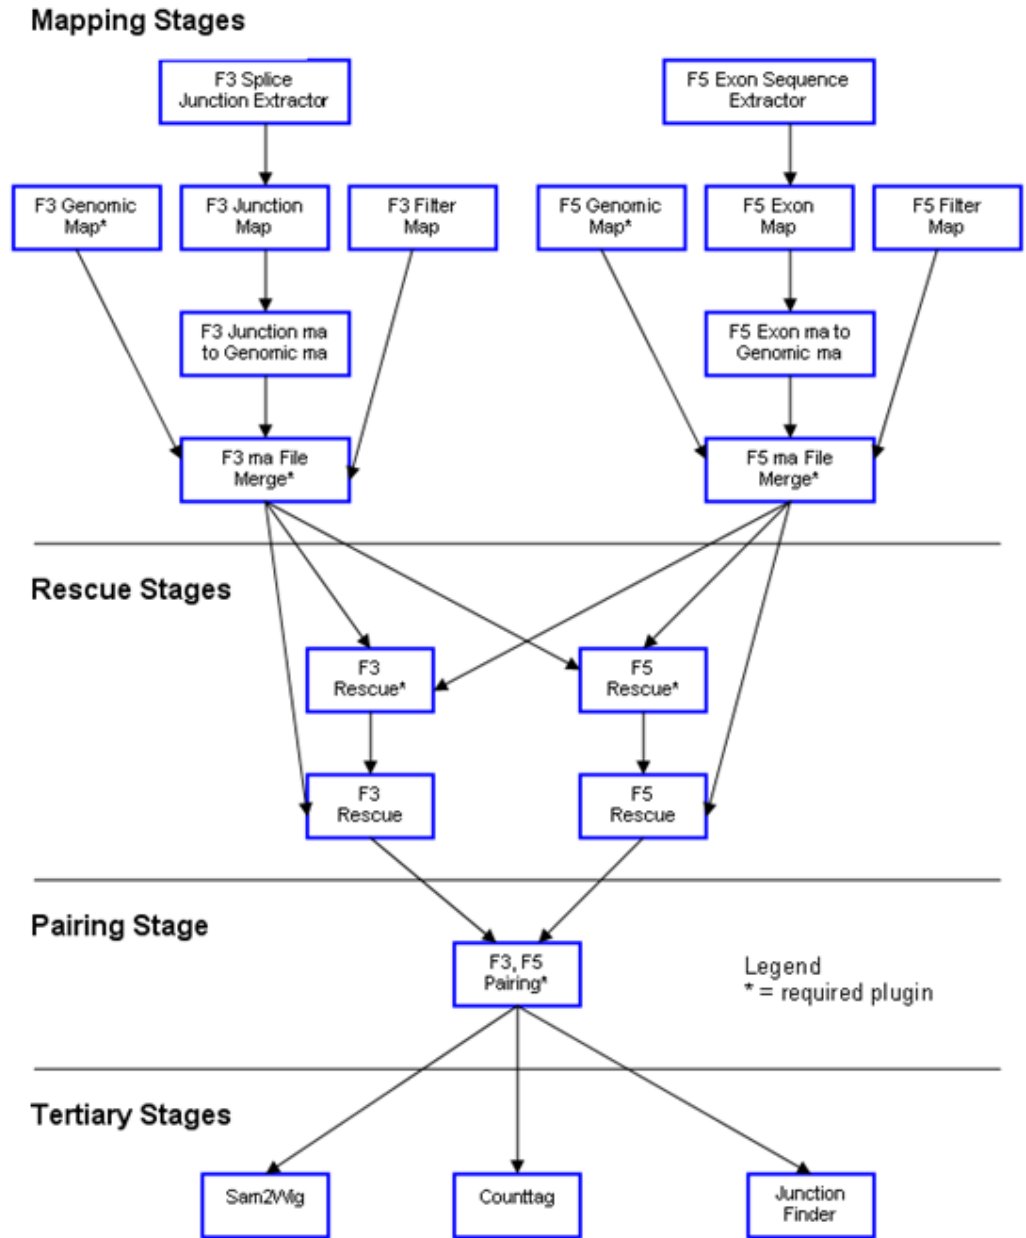 Mapping Stages
F3 Splice
Junction Extractor
F5 Exon Sequence
Extractor
F3 Genomic
Map*
F3 Junction
Map
F3 Filter
Map
F5 Genomic
Map*
F5 Exon
Map
F5 Filter
Map
F3 Junction ma
to Genomic ma
F5 Exon ma to
Genomic ma
F3 ma File
Merge*
F5 ma File
Merge*
Rescue Stages
F3
Rescue*
F5
Rescue*
F3
Rescue
F5
Rescue
Pairing Stage
F3, F5
Pairing*
Legend
* = required plugin
Tertiary Stages
Sam2Wig
Counttag
Junction
Finder